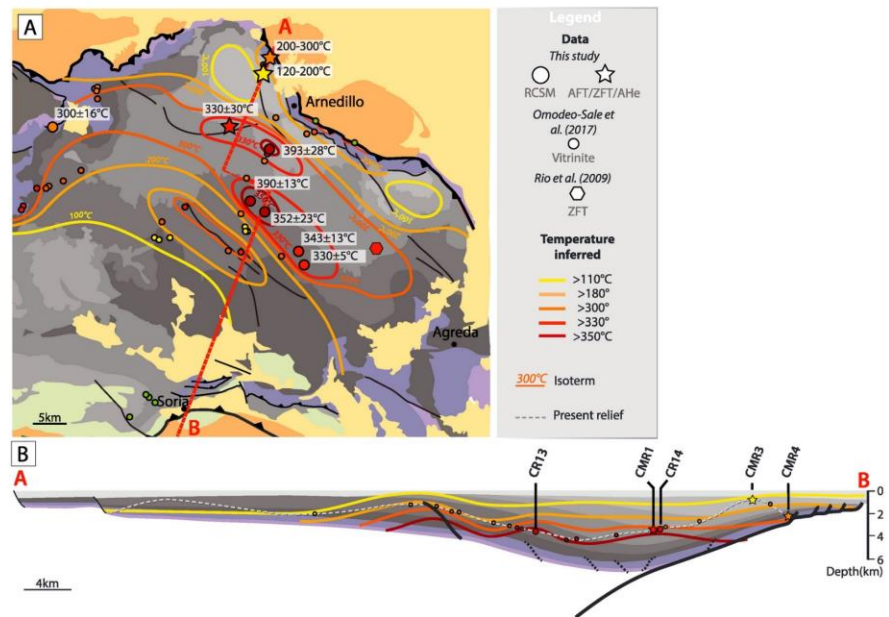 A
A
200-300°C
120-200°C
100°C
Arnedillo
300±16°C
330±30°C
330°C
393±28°C
300°C
200°C
390±13°C
100°C
352±23°C
343±13°C
330±5°C
100°C
Agreda
Soria
5km
B
Legend
Data
This study
RCSM
AFT/ZFT/AHe
Omodeo-Sale et al. (2017)
Vitrinite
Rio et al. (2009)
ZFT
Temperature
inferred
>110°C
>180°
>300°
>330°
>350°C
300°C
Isoterm
Present relief
B
A
CR13
CMR1
CR14
CMR3
CMR4
B
0
2
4
6
Depth(km)
4km